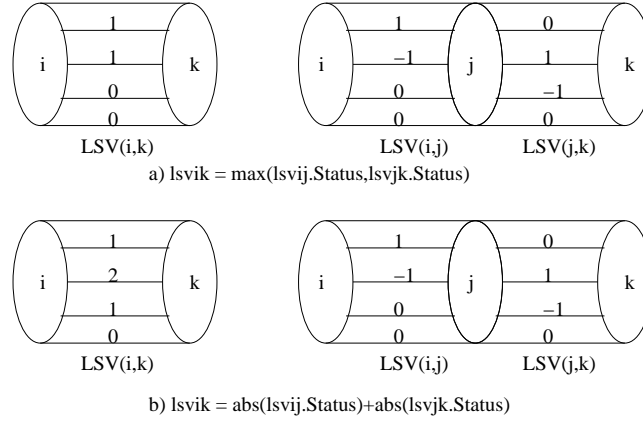 1 1 0
i 1 k i −1 j 1 k
0 0 −1
0 0 0
LSV(i,k) LSV(i,j) LSV(j,k)
a) lsvik = max(lsvij.Status,lsvjk.Status)
1 1 0
i 2 k i −1 j 1 k
1 0 −1
0 0 0
LSV(i,k) LSV(i,j) LSV(j,k)
b) lsvik = abs(lsvij.Status)+abs(lsvjk.Status)